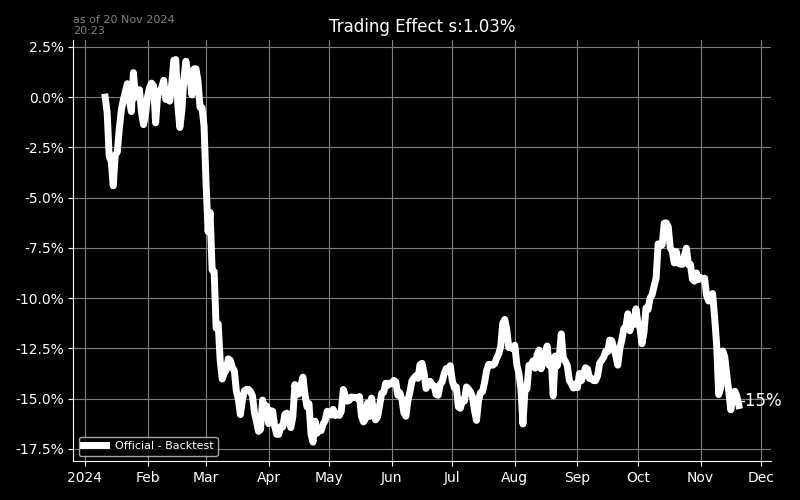 as of 20 Nov 2024
20:23
Trading Effect s:1.03%
2.5%
0.0%
-2.5%
-5.0%
-7.5%
-10.0%
-12.5%
-15.0%
-17.5%
-15%
Official - Backtest
2024 Feb Mar Apr May Jun Jul Aug Sep Oct Nov Dec